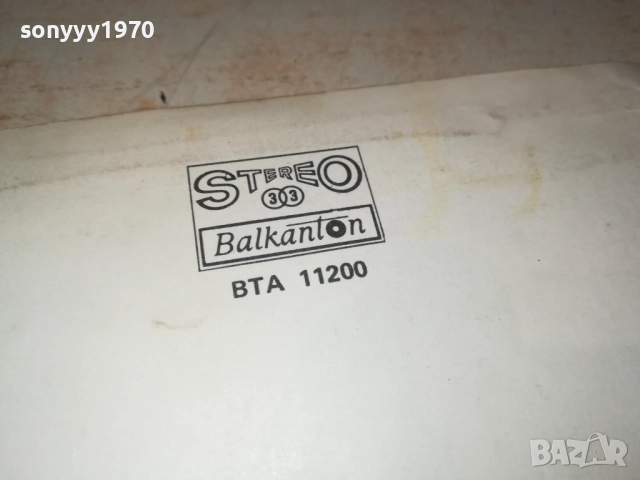 sonyyy1970
STEREO
33
Balkanton
BTA 11200
BAZAR